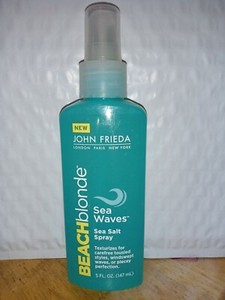 NEW
JOHN FRIEDA
LONDON PARIS NEW YORK
BEACHblonde
Sea
Waves™
Sea Salt
Spray
Texturizes for
carefree tousled
styles, windswept
waves, or piecey
perfection.
5 FL. OZ. (147 mL)